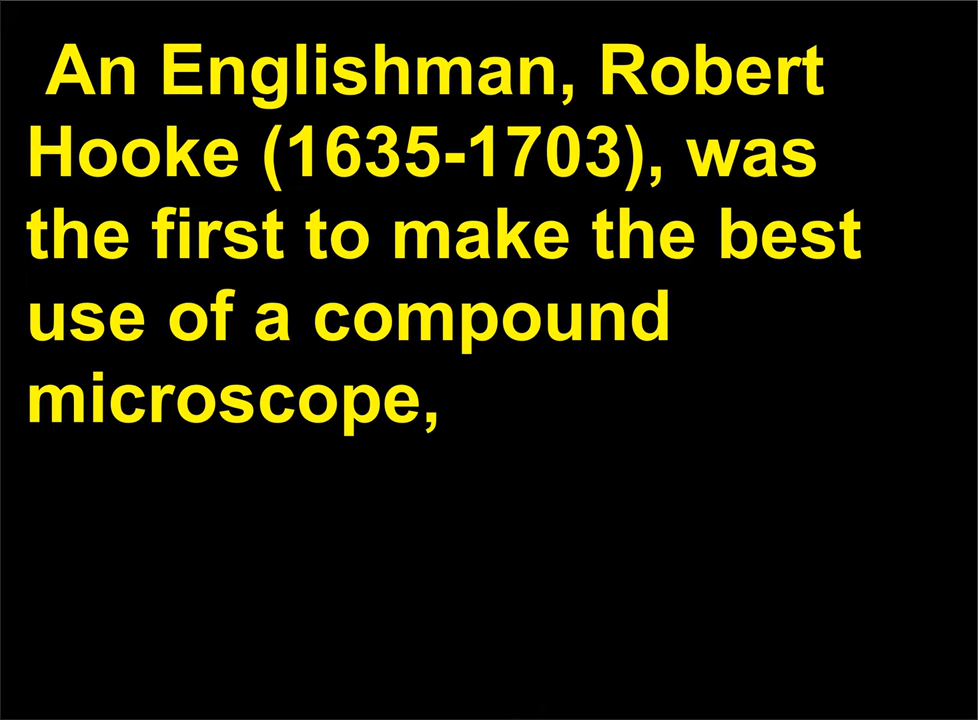 An Englishman, Robert
Hooke (1635-1703), was
the first to make the best
use of a compound
microscope,